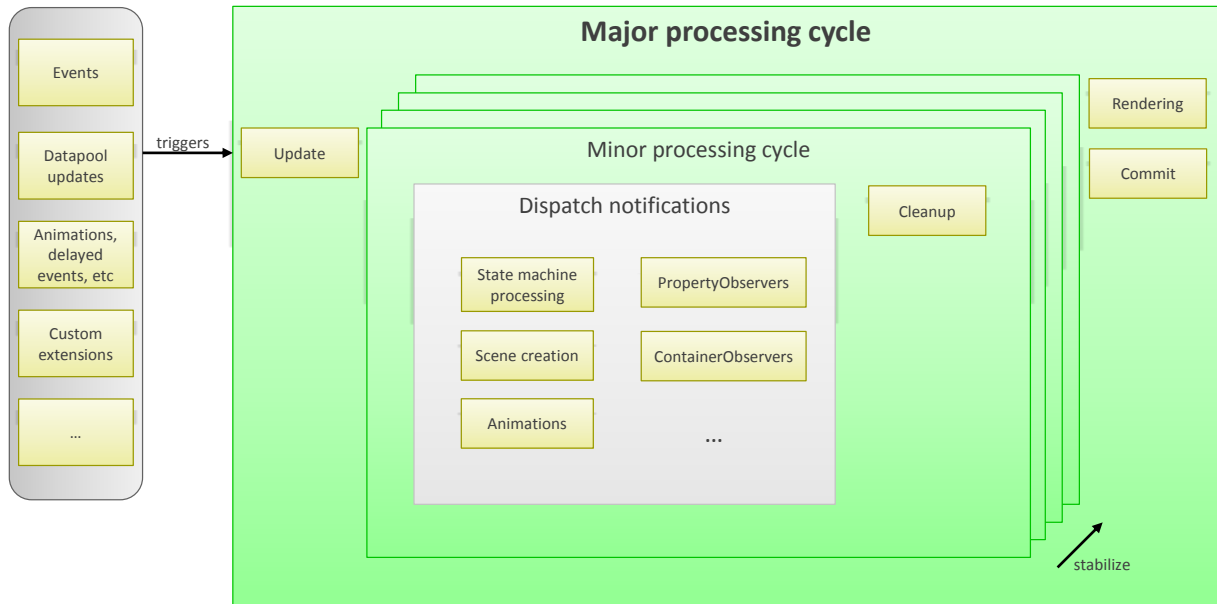 Major processing cycle
Events
Datapool
updates
Animations,
delayed
events, etc
Custom
extensions
...
triggers
Update
Minor processing cycle
Dispatch notifications
State machine
processing
Scene creation
Animations
PropertyObservers
ContainerObservers
...
Cleanup
Rendering
Commit
stabilize